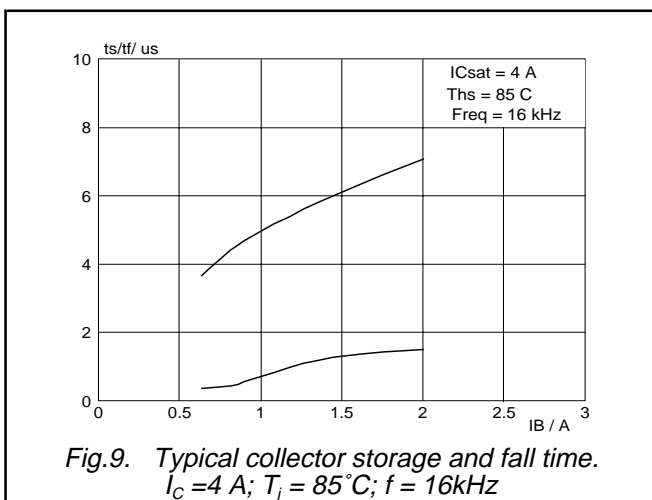 ts/tf/ us
10
8
6
4
2
0
ICsat = 4 A
Ths = 85 C
Freq = 16 kHz
0 0.5 1 1.5 2 2.5 3
IB / A
Fig.9. Typical collector storage and fall time.
IC =4 A; Tj = 85˚C; f = 16kHz